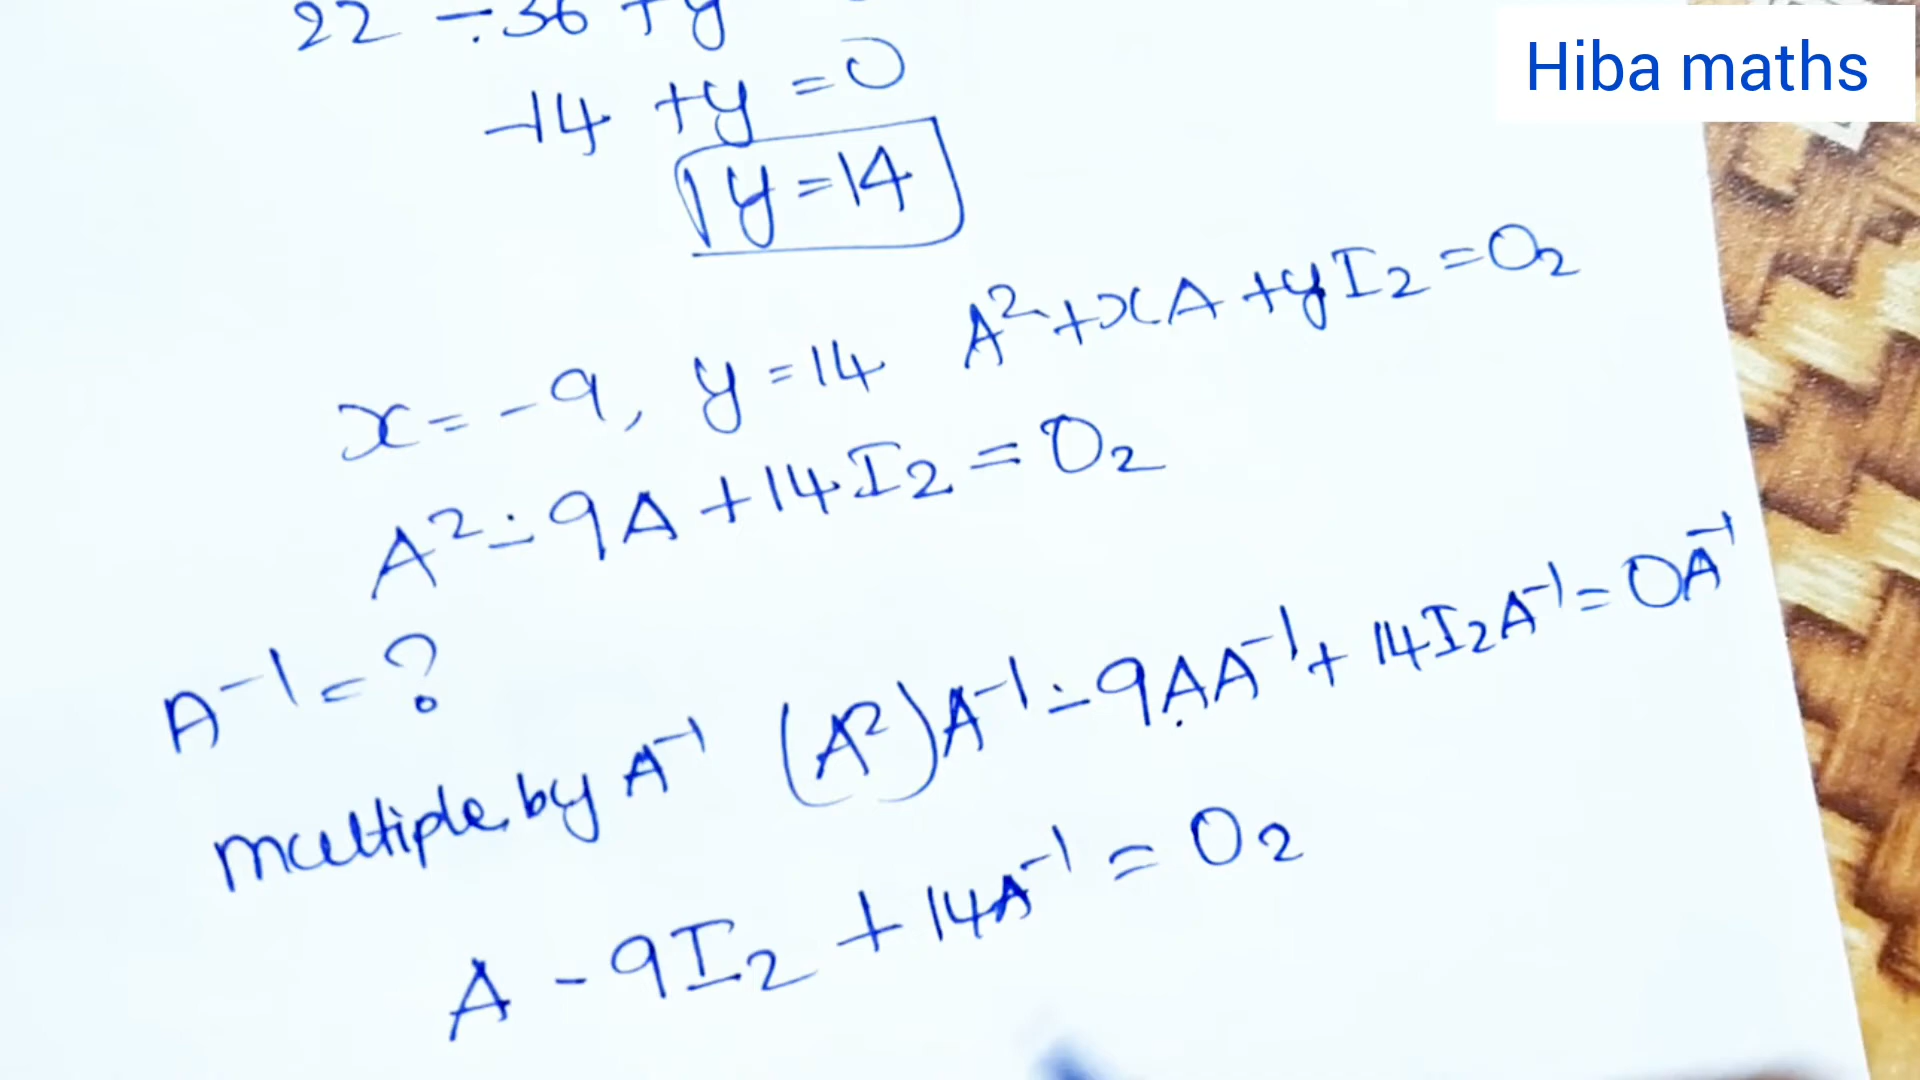 Hiba maths
22 - 36 + y
-14 + y = 0
y = 14
A² + xA + yI₂ = O₂
x = -9, y = 14
A² - 9A + 14I₂ = O₂
A⁻¹ = ?
multiple by A⁻¹ (A²)A⁻¹ - 9AA⁻¹ + 14I₂A⁻¹ = OA⁻¹
A - 9I₂ + 14A⁻¹ = O₂